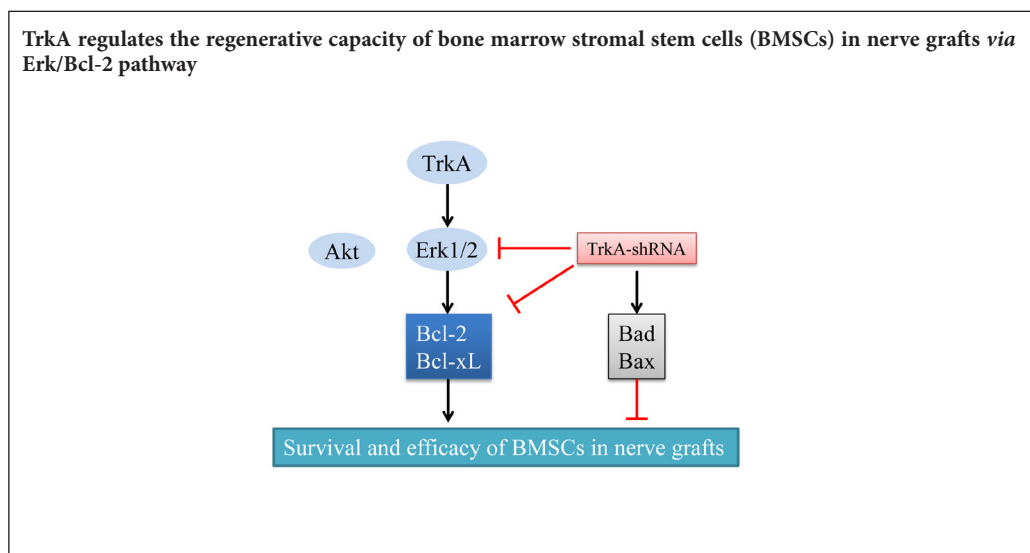 TrkA regulates the regenerative capacity of bone marrow stromal stem cells (BMSCs) in nerve grafts via
Erk/Bcl-2 pathway
TrkA
Akt
Erk1/2
TrkA-shRNA
Bcl-2
Bcl-xL
Bad
Bax
Survival and efficacy of BMSCs in nerve grafts